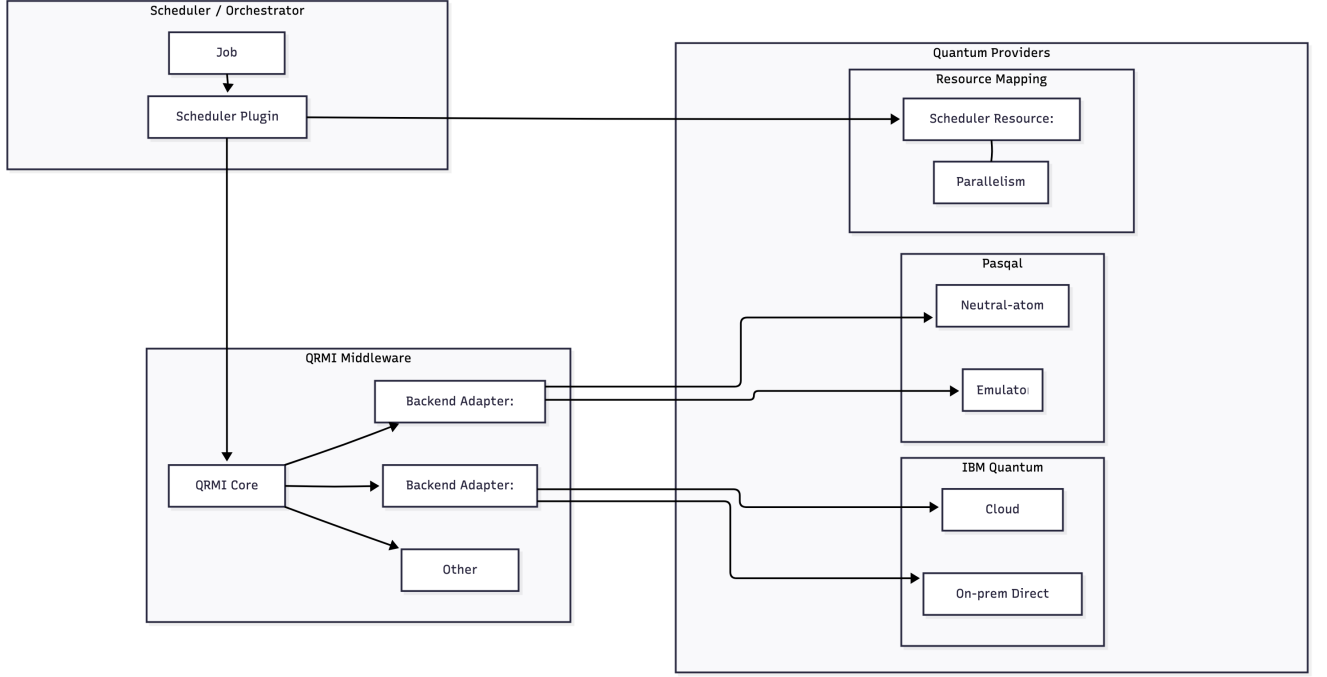 Scheduler / Orchestrator
Job
Scheduler Plugin
Quantum Providers
Resource Mapping
Scheduler Resource:
Parallelism
Pasqal
Neutral-atom
Emulato
QRMI Middleware
Backend Adapter:
QRMI Core
Backend Adapter:
Other
IBM Quantum
Cloud
On-prem Direct